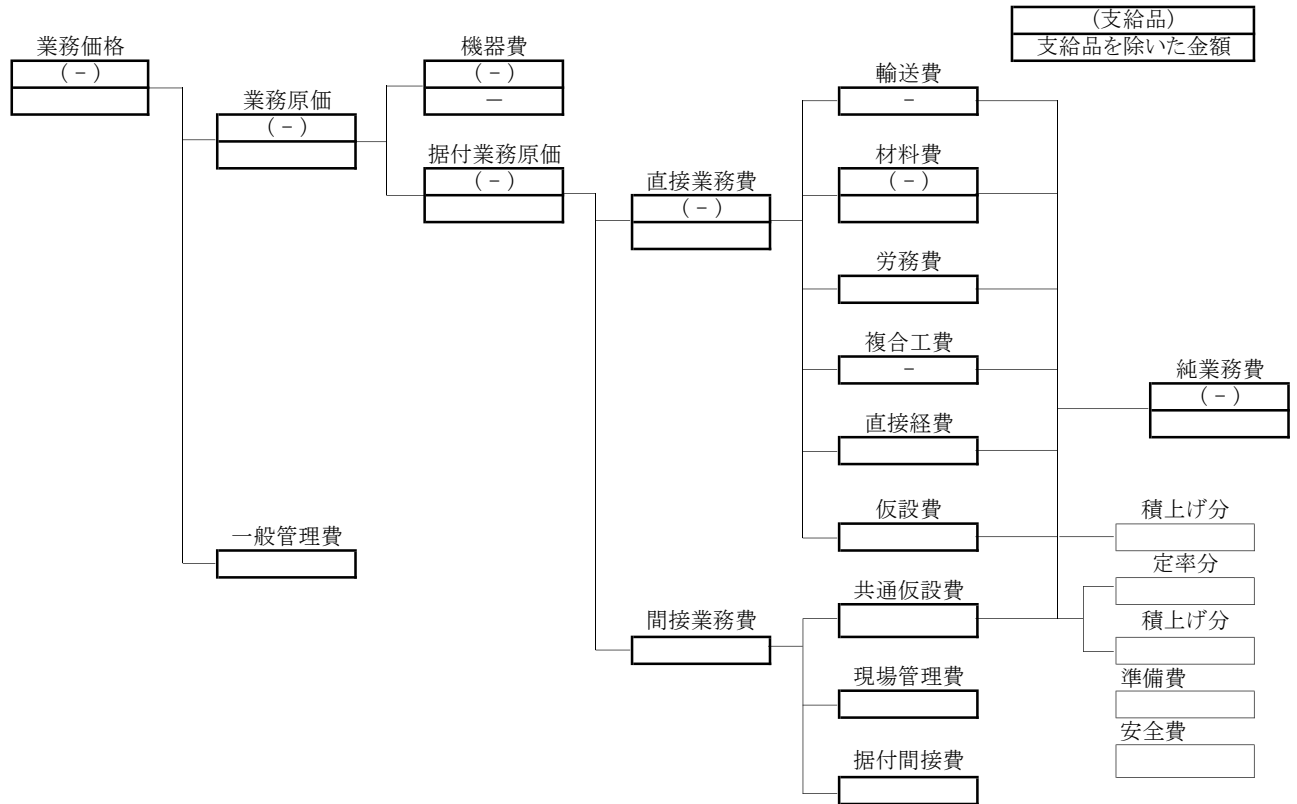 (支給品)
支給品を除いた金額
業務価格
(－)
機器費
(－)
－
輸送費
－
業務原価
(－)
据付業務原価
(－)
材料費
(－)
直接業務費
(－)
労務費
複合工費
－
純業務費
(－)
直接経費
仮設費
積上げ分
一般管理費
定率分
共通仮設費
間接業務費
積上げ分
現場管理費
準備費
安全費
据付間接費